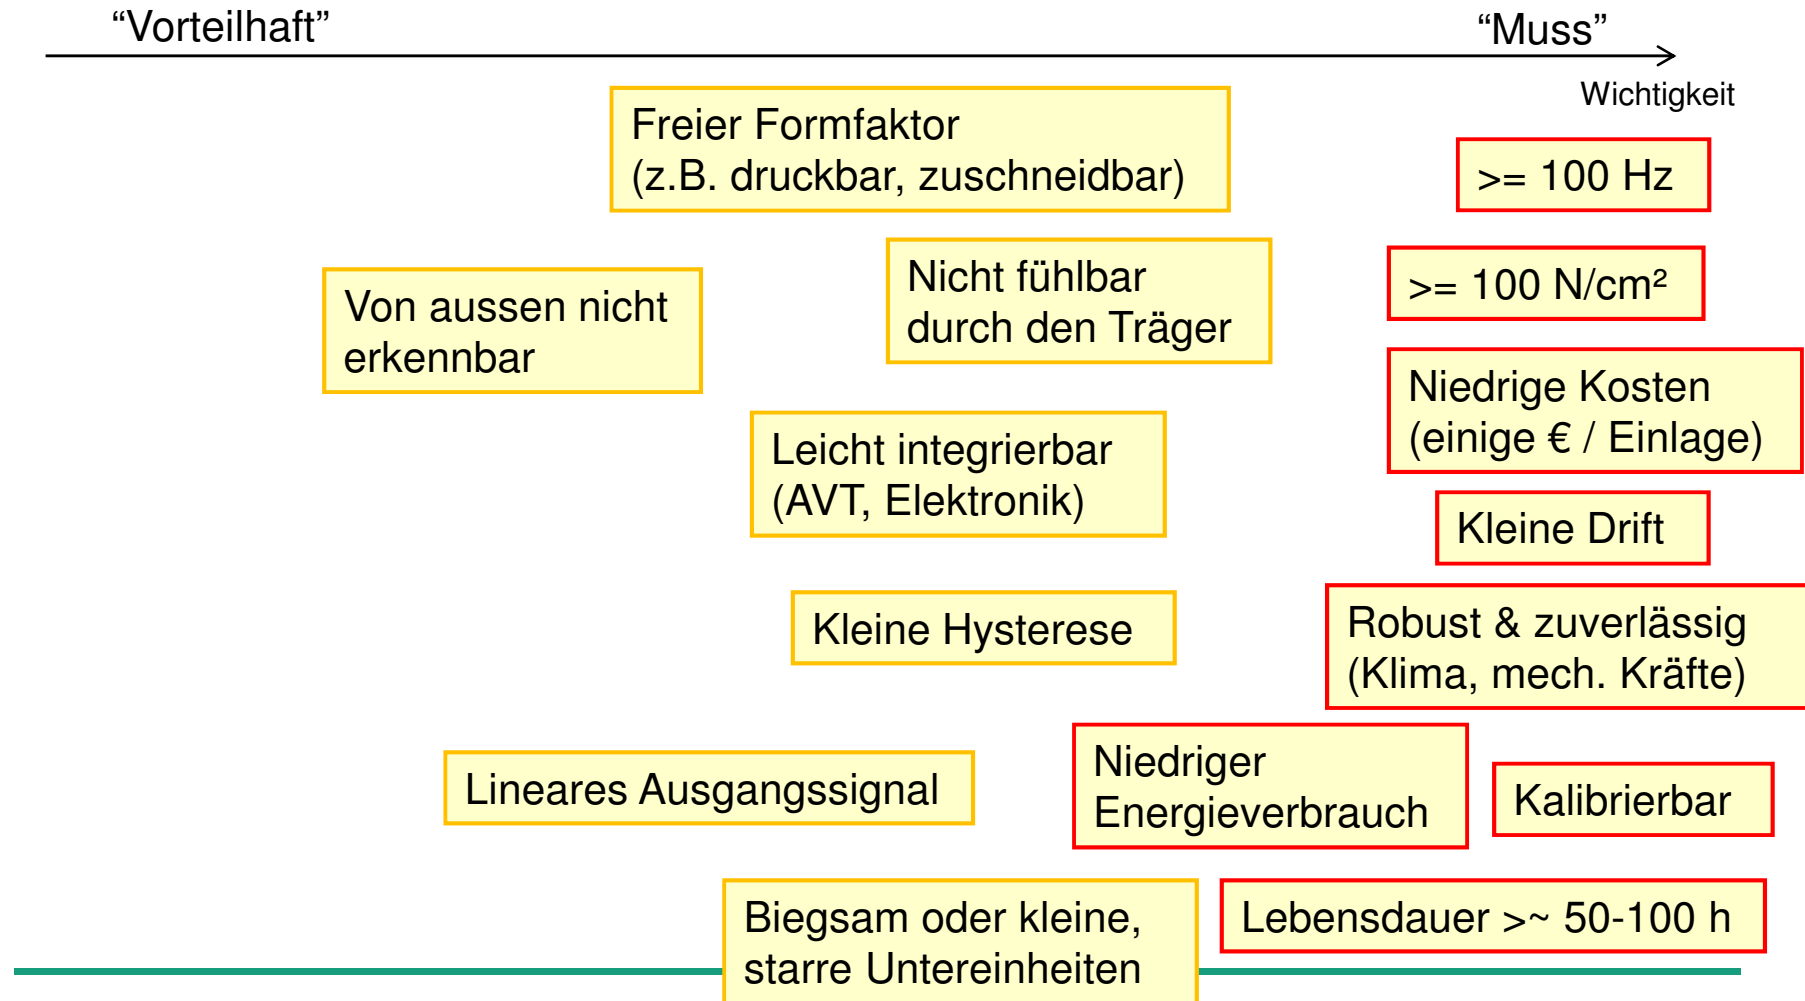 “Vorteilhaft”
“Muss”
Wichtigkeit
Freier Formfaktor
(z.B. druckbar, zuschneidbar)
>= 100 Hz
Nicht fühlbar
durch den Träger
>= 100 N/cm²
Von aussen nicht
erkennbar
Niedrige Kosten
(einige € / Einlage)
Leicht integrierbar
(AVT, Elektronik)
Kleine Drift
Kleine Hysterese
Robust & zuverlässig
(Klima, mech. Kräfte)
Lineares Ausgangssignal
Niedriger
Energieverbrauch
Kalibrierbar
Biegsam oder kleine,
starre Untereinheiten
Lebensdauer >~ 50-100 h